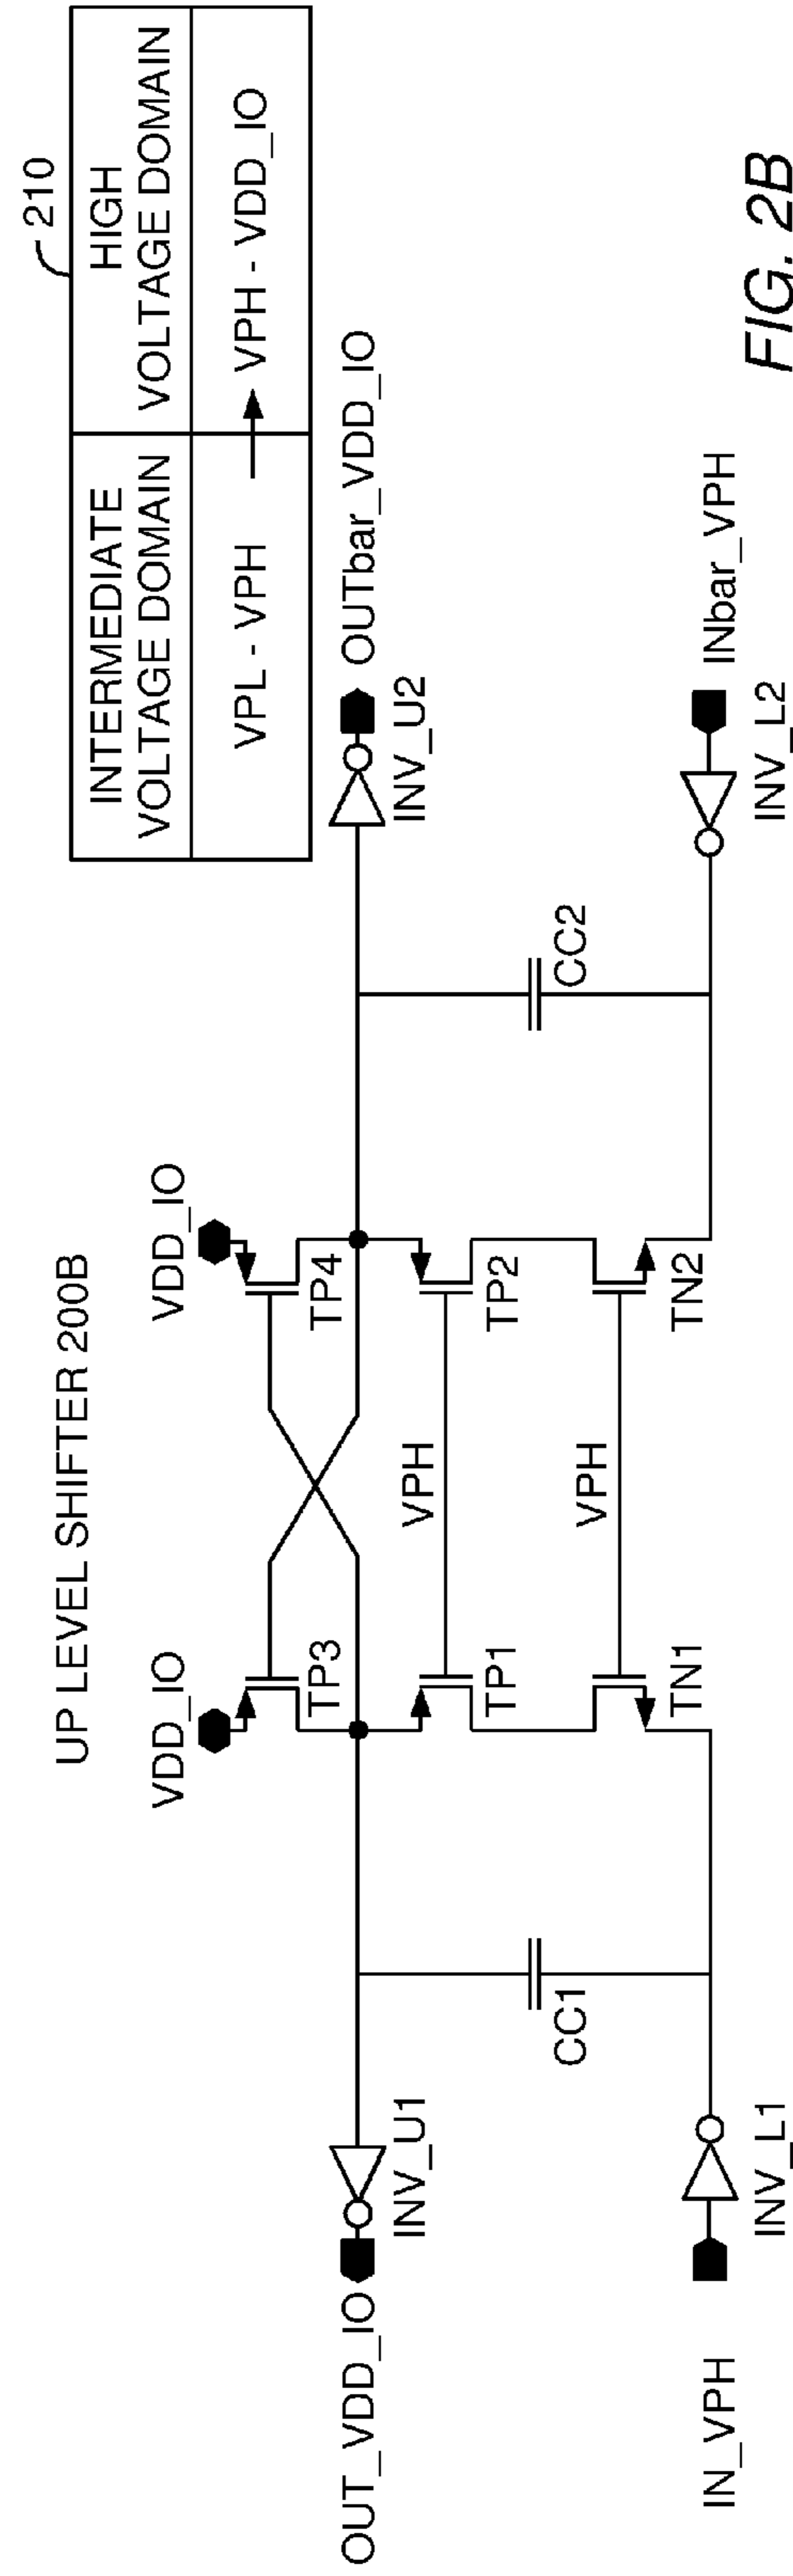 UP LEVEL SHIFTER 200B
210
INTERMEDIATE
VOLTAGE DOMAIN
HIGH
VOLTAGE DOMAIN
VPL - VPH
VPH - VDD_IO
VDD_IO
VDD_IO
TP3
TP4
OUT_VDD_IO
INV_U1
INV_U2
OUTbar_VDD_IO
VPH
TP1
TP2
CC1
CC2
VPH
TN1
TN2
IN_VPH
INV_L1
INV_L2
INbar_VPH
FIG. 2B